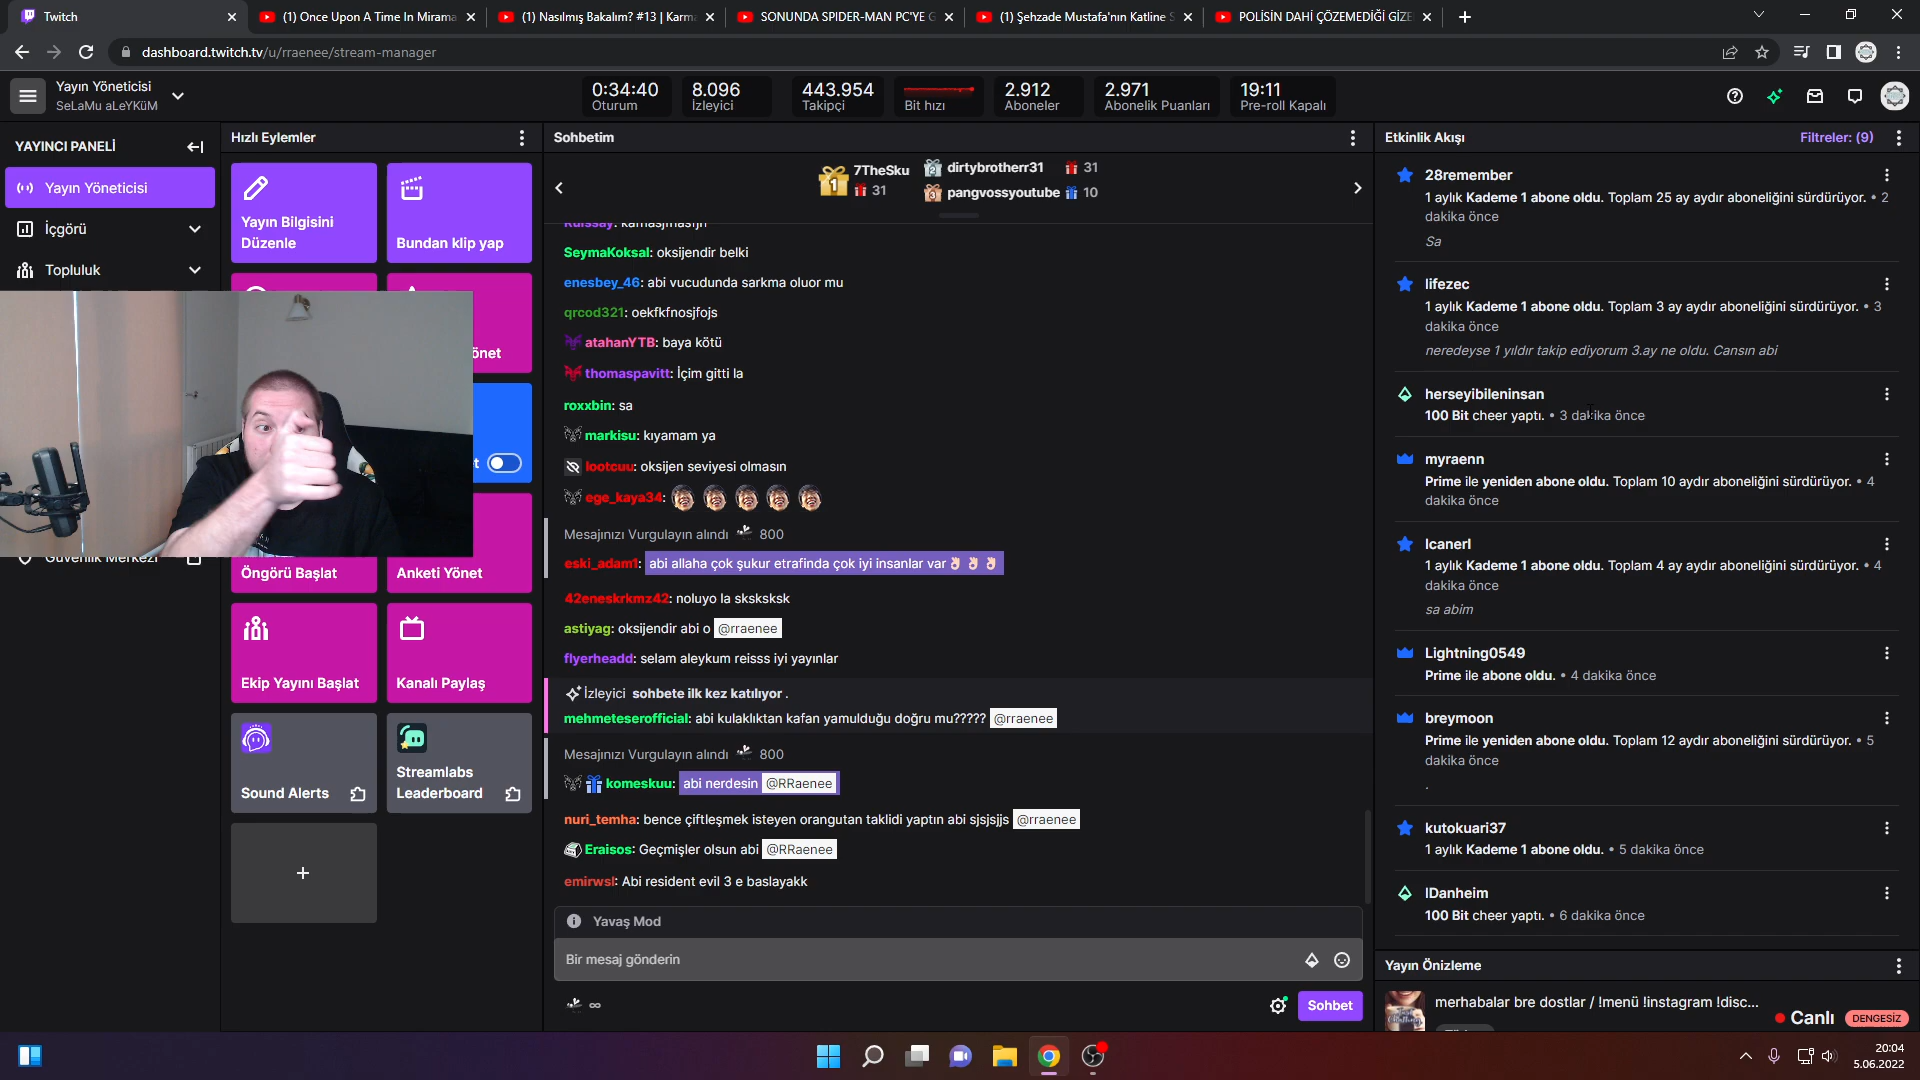 Twitch
(1) Once Upon A Time In Mirama
(1) Nasılmış Bakalım? #13 | Karma
SONUNDA SPIDER-MAN PC'YE G
(1) Şehzade Mustafa'nın Katline S
POLİSİN DAHİ ÇÖZEMEDİĞİ GİZE
dashboard.twitch.tv/u/rraenee/stream-manager
Yayın Yöneticisi
SeLaMu aLeYKüM
0:34:40
Oturum
8.096
İzleyici
443.954
Takipçi
Bit hızı
2.912
Aboneler
2.971
Abonelik Puanları
19:11
Pre-roll Kapalı
YAYINCI PANELİ
Yayın Yöneticisi
İçgörü
Topluluk
Güvenlik Merkezi
Hızlı Eylemler
Yayın Bilgisini
Düzenle
Bundan klip yap
önet
t
Öngörü Başlat
Anketi Yönet
Ekip Yayını Başlat
Kanalı Paylaş
Sound Alerts
Streamlabs
Leaderboard
+
Sohbetim
1
7TheSku
31
2
dirtybrotherr31
31
3
pangvossyoutube
10
SeymaKoksal: oksijendir belki
enesbey_46: abi vucudunda sarkma oluor mu
qrcod321: oekfkfnosjfojs
atahanYTB: baya kötü
thomaspavitt: İçim gitti la
roxxbin: sa
markisu: kıyamam ya
lootcuu: oksijen seviyesi olmasın
ege_kaya34:
Mesajınızı Vurgulayın alındı 800
eski_adam1: abi allaha çok şukur etrafinda çok iyi insanlar var👌🏻👌🏻👌🏻
42eneskrkmz42: noluyo la sksksksk
astiyag: oksijendir abi o @rraenee
flyerheadd: selam aleykum reisss iyi yayınlar
İzleyici sohbete ilk kez katılıyor .
mehmeteserofficial: abi kulaklıktan kafan yamulduğu doğru mu????? @rraenee
Mesajınızı Vurgulayın alındı 800
komeskuu: abi nerdesin @RRaenee
nuri_temha: bence çiftleşmek isteyen orangutan taklidi yaptın abi sjsjsjjs @rraenee
Eraisos: Geçmişler olsun abi @RRaenee
emirwsl: Abi resident evil 3 e baslayakk
Yavaş Mod
Bir mesaj gönderin
∞
Sohbet
Etkinlik Akışı
Filtreler: (9)
28remember
1 aylık Kademe 1 abone oldu. Toplam 25 ay aydır aboneliğini sürdürüyor. • 2
dakika önce
Sa
lifezec
1 aylık Kademe 1 abone oldu. Toplam 3 ay aydır aboneliğini sürdürüyor. • 3
dakika önce
neredeyse 1 yıldır takip ediyorum 3.ay ne oldu. Cansın abi
herseyibileninsan
100 Bit cheer yaptı. • 3 dakika önce
myraenn
Prime ile yeniden abone oldu. Toplam 10 aydır aboneliğini sürdürüyor. • 4
dakika önce
lcanerl
1 aylık Kademe 1 abone oldu. Toplam 4 ay aydır aboneliğini sürdürüyor. • 4
dakika önce
sa abim
Lightning0549
Prime ile abone oldu. • 4 dakika önce
breymoon
Prime ile yeniden abone oldu. Toplam 12 aydır aboneliğini sürdürüyor. • 5
dakika önce
.
kutokuari37
1 aylık Kademe 1 abone oldu. • 5 dakika önce
lDanheim
100 Bit cheer yaptı. • 6 dakika önce
Yayın Önizleme
merhabalar bre dostlar / !menü !instagram !disc...
Canlı
DENGESİZ
20:04
5.06.2022